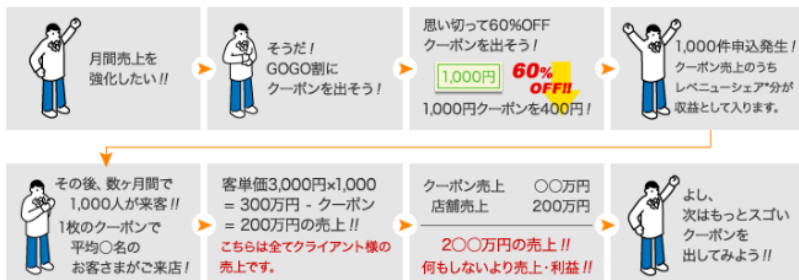 月間売上を
強化したい!!
そうだ!
GOGO割に
クーポンを出そう!
思い切って60%OFF
クーポンを出そう!
1,000円
60%
OFF!!
1,000円クーポンを400円!
1,000件申込発生!
クーポン売上のうち
レベニューシェア*分が
収益として入ります。
その後、数ヶ月間で
1,000人が来客!!
1枚のクーポンで
平均○名の
お客さまがご来店!
客単価3,000円×1,000
= 300万円 - クーポン
= 200万円の売上!!
こちらは全てクライアント様の
売上です。
クーポン売上 ○○万円
店舗売上 200万円
2○○万円の売上!!
何もしないより売上・利益!!
よし、
次はもっとスゴい
クーポンを
出してみよう!